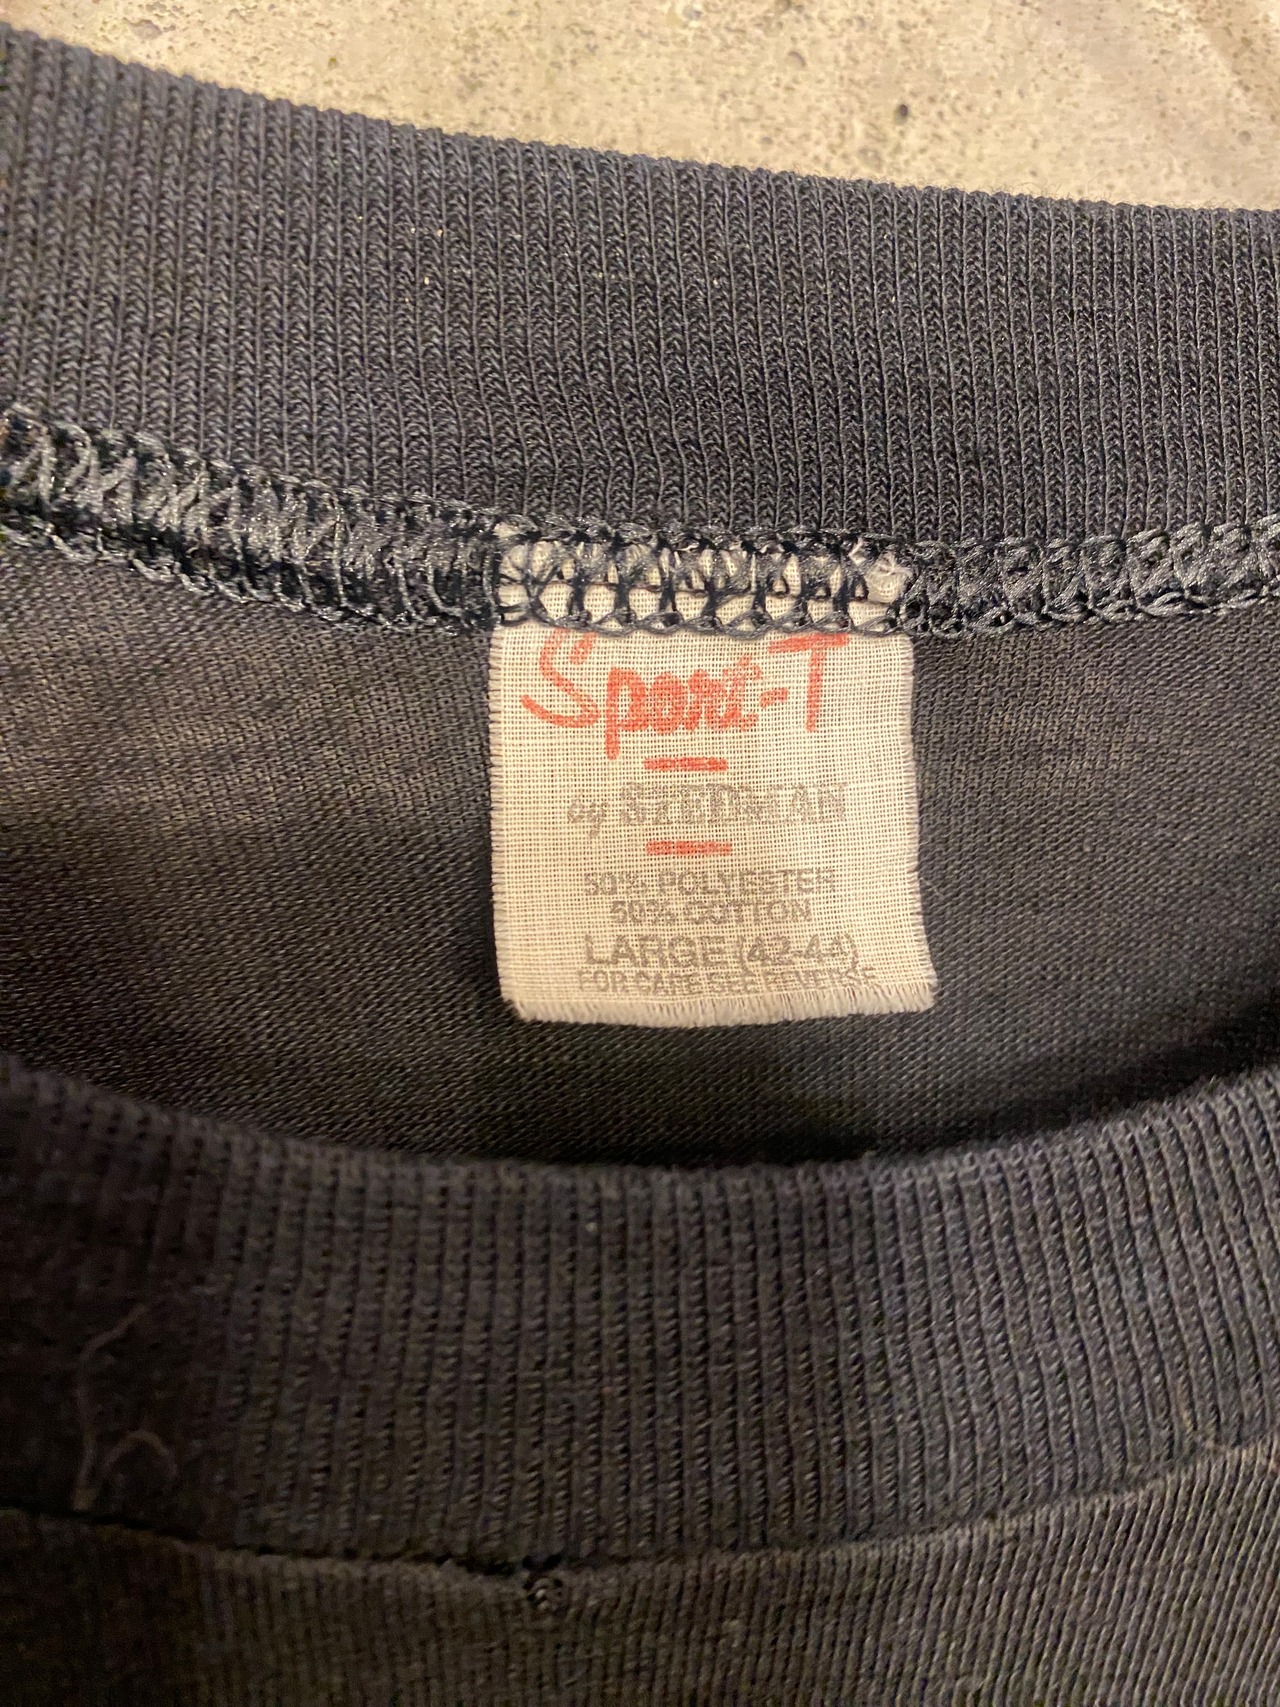 Sport-T
by STEDMAN
50% POLYESTER
50% COTTON
LARGE (42-44)
FOR CARE SEE REVERSE